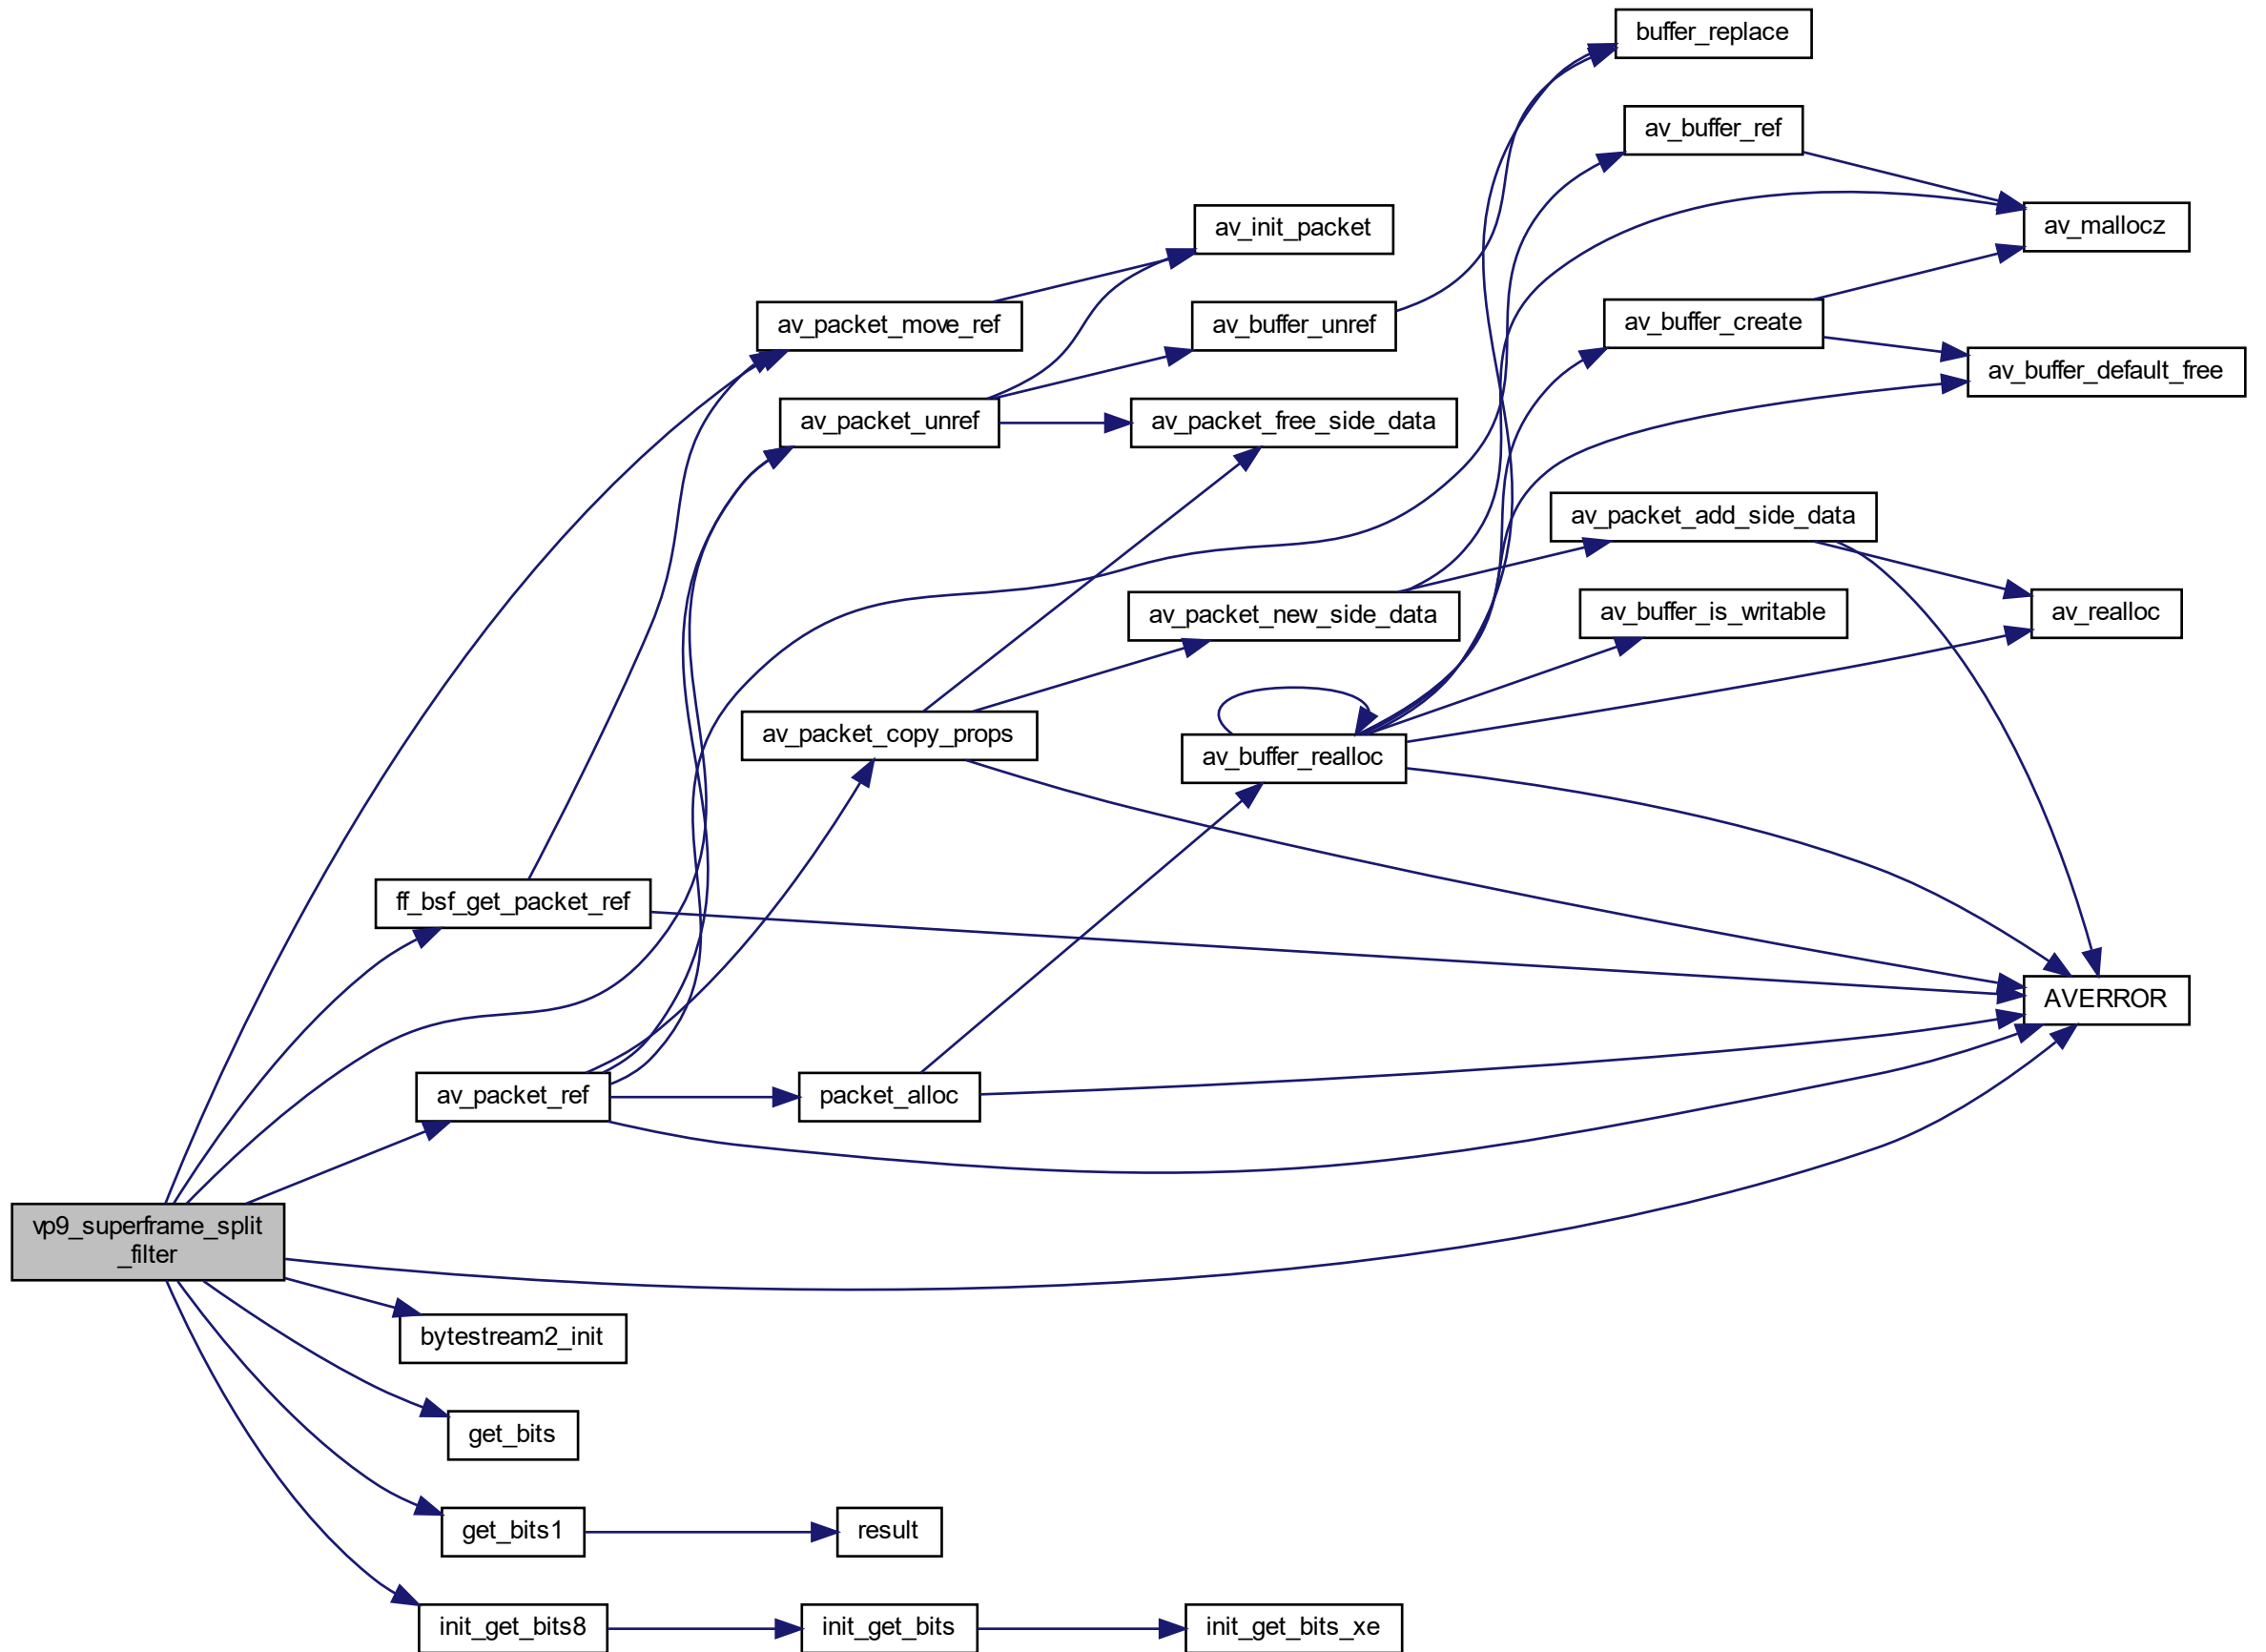 buffer_replace
av_buffer_ref
av_init_packet
av_mallocz
av_packet_move_ref
av_buffer_unref
av_buffer_create
av_buffer_default_free
av_packet_unref
av_packet_free_side_data
av_packet_add_side_data
av_packet_new_side_data
av_buffer_is_writable
av_realloc
av_packet_copy_props
av_buffer_realloc
ff_bsf_get_packet_ref
AVERROR
av_packet_ref
packet_alloc
vp9_superframe_split
_filter
bytestream2_init
get_bits
get_bits1
result
init_get_bits8
init_get_bits
init_get_bits_xe